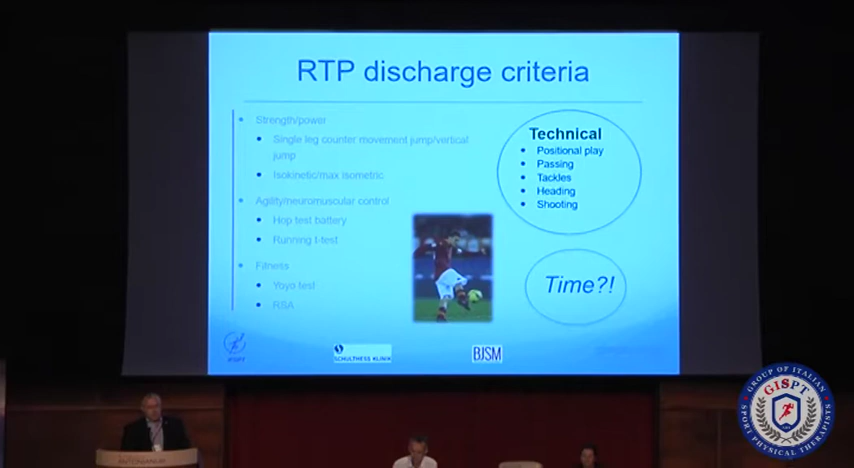 RTP discharge criteria
Strength/power
Single leg counter movement jump/vertical
jump
Isokinetic/max isometric
Agility/neuromuscular control
Hop test battery
Running t-test
Fitness
Yoyo test
RSA
Technical
Positional play
Passing
Tackles
Heading
Shooting
Time?!
IFSPT
SCHULTHESS KLINIK
BJSM
GROUP OF ITALIAN
SPORT PHYSICAL THERAPISTS
GISPT